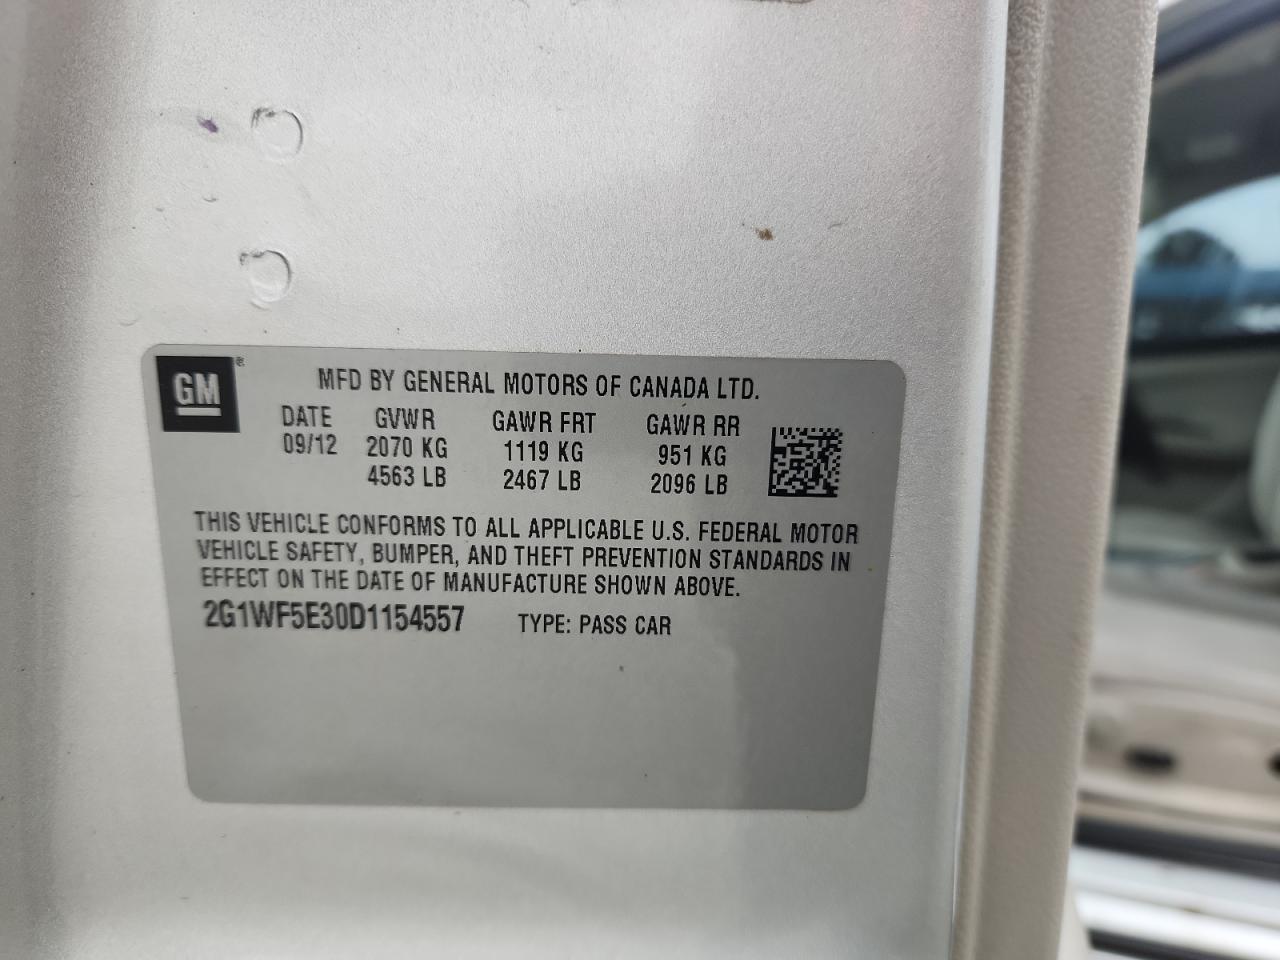 GM ®
MFD BY GENERAL MOTORS OF CANADA LTD.
DATE GVWR GAWR FRT GAWR RR
09/12 2070 KG 1119 KG 951 KG
4563 LB 2467 LB 2096 LB
THIS VEHICLE CONFORMS TO ALL APPLICABLE U.S. FEDERAL MOTOR
VEHICLE SAFETY, BUMPER, AND THEFT PREVENTION STANDARDS IN
EFFECT ON THE DATE OF MANUFACTURE SHOWN ABOVE.
2G1WF5E30D1154557 TYPE: PASS CAR